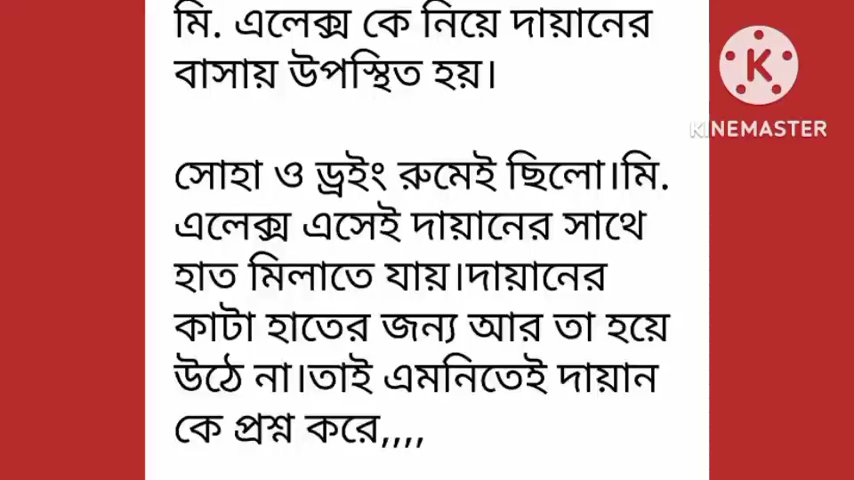 মি. এলেক্স কে নিয়ে দায়ানের
বাসায় উপস্থিত হয়।
সোহা ও ড্রইং রুমেই ছিলো।মি.
এলেক্স এসেই দায়ানের সাথে
হাত মিলাতে যায়।দায়ানের
কাটা হাতের জন্য আর তা হয়ে
উঠে না।তাই এমনিতেই দায়ান
কে প্রশ্ন করে,,,,
K
KINEMASTER